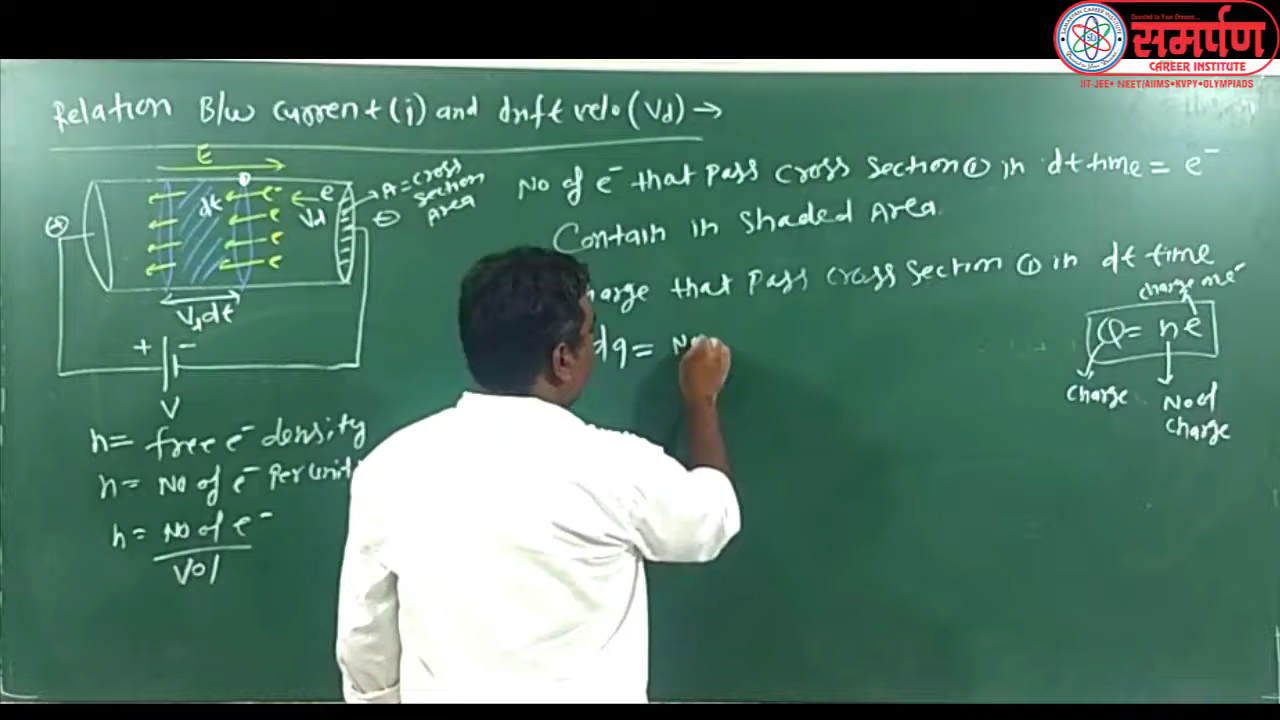 समर्पण
CAREER INSTITUTE
IIT-JEE• NEET/AIIMS•KVPY•OLYMPIADS
Relation B/w current (i) and drift velo (Vd) →
E
No of e⁻ that pass cross section ① in dt time = e⁻
Contain in shaded Area
A = cross
section
area
dt
e⁻
e
e
e
e
Vd
⊕
⊖
Vd dt
+ −
V
n = free e⁻ density
n = No of e⁻ per unit
n = No of e⁻
Vol
harge that pass cross section ① in dt time
dq = No
charge one⁻
Q = ne
charge
No of
charge